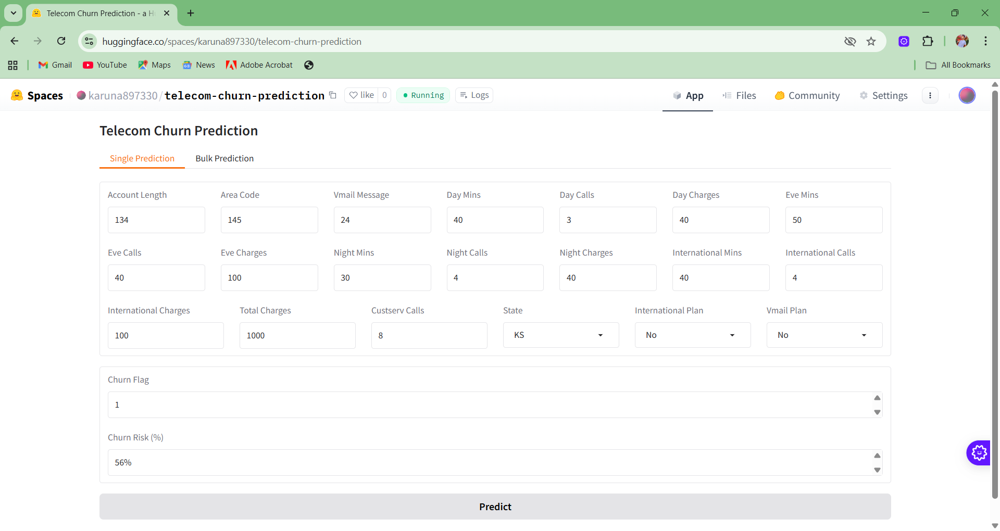 Telecom Churn Prediction - a H
huggingface.co/spaces/karuna897330/telecom-churn-prediction
Gmail YouTube Maps News Adobe Acrobat All Bookmarks
Spaces karuna897330/telecom-churn-prediction like 0 Running Logs App Files Community Settings
Telecom Churn Prediction
Single Prediction Bulk Prediction
Account Length Area Code Vmail Message Day Mins Day Calls Day Charges Eve Mins
134 145 24 40 3 40 50
Eve Calls Eve Charges Night Mins Night Calls Night Charges International Mins International Calls
40 100 30 4 40 40 4
International Charges Total Charges Custserv Calls State International Plan Vmail Plan
100 1000 8 KS No No
Churn Flag
1
Churn Risk (%)
56%
Predict